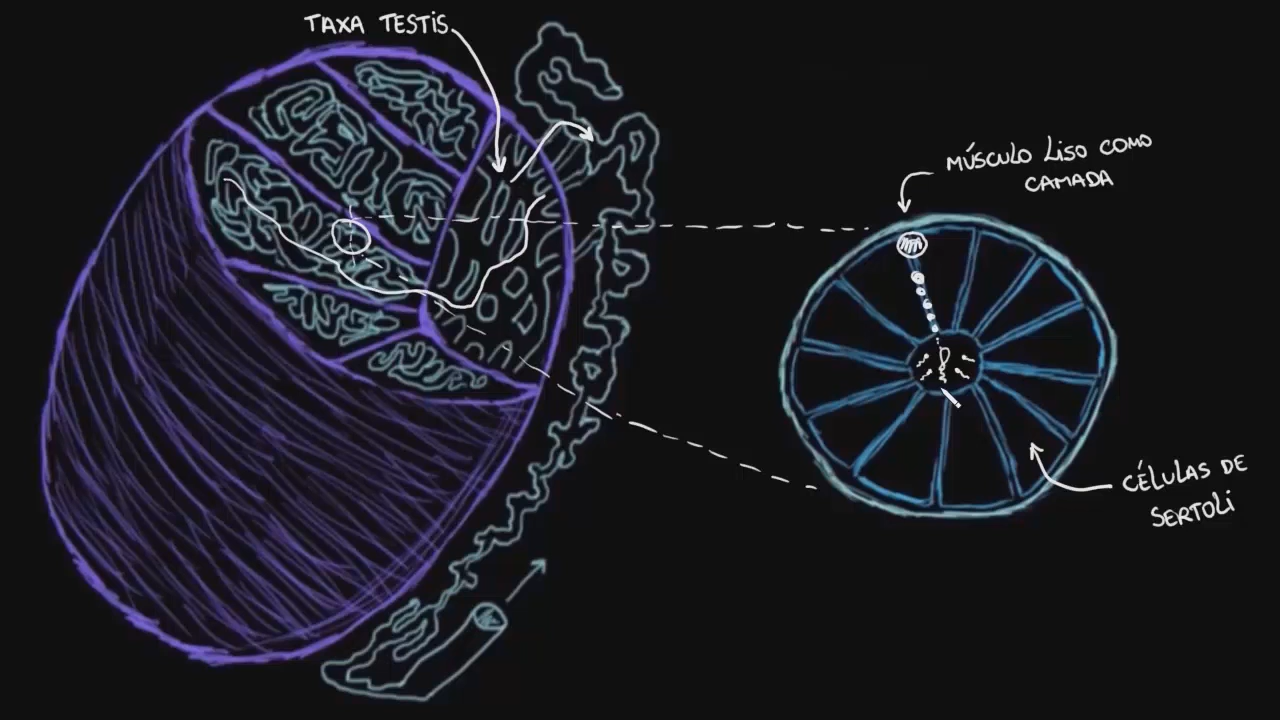 TAXA TESTiS
MÚSCULO LiSO COMO
CAMADA
CÉLULAS DE
SERTOLi